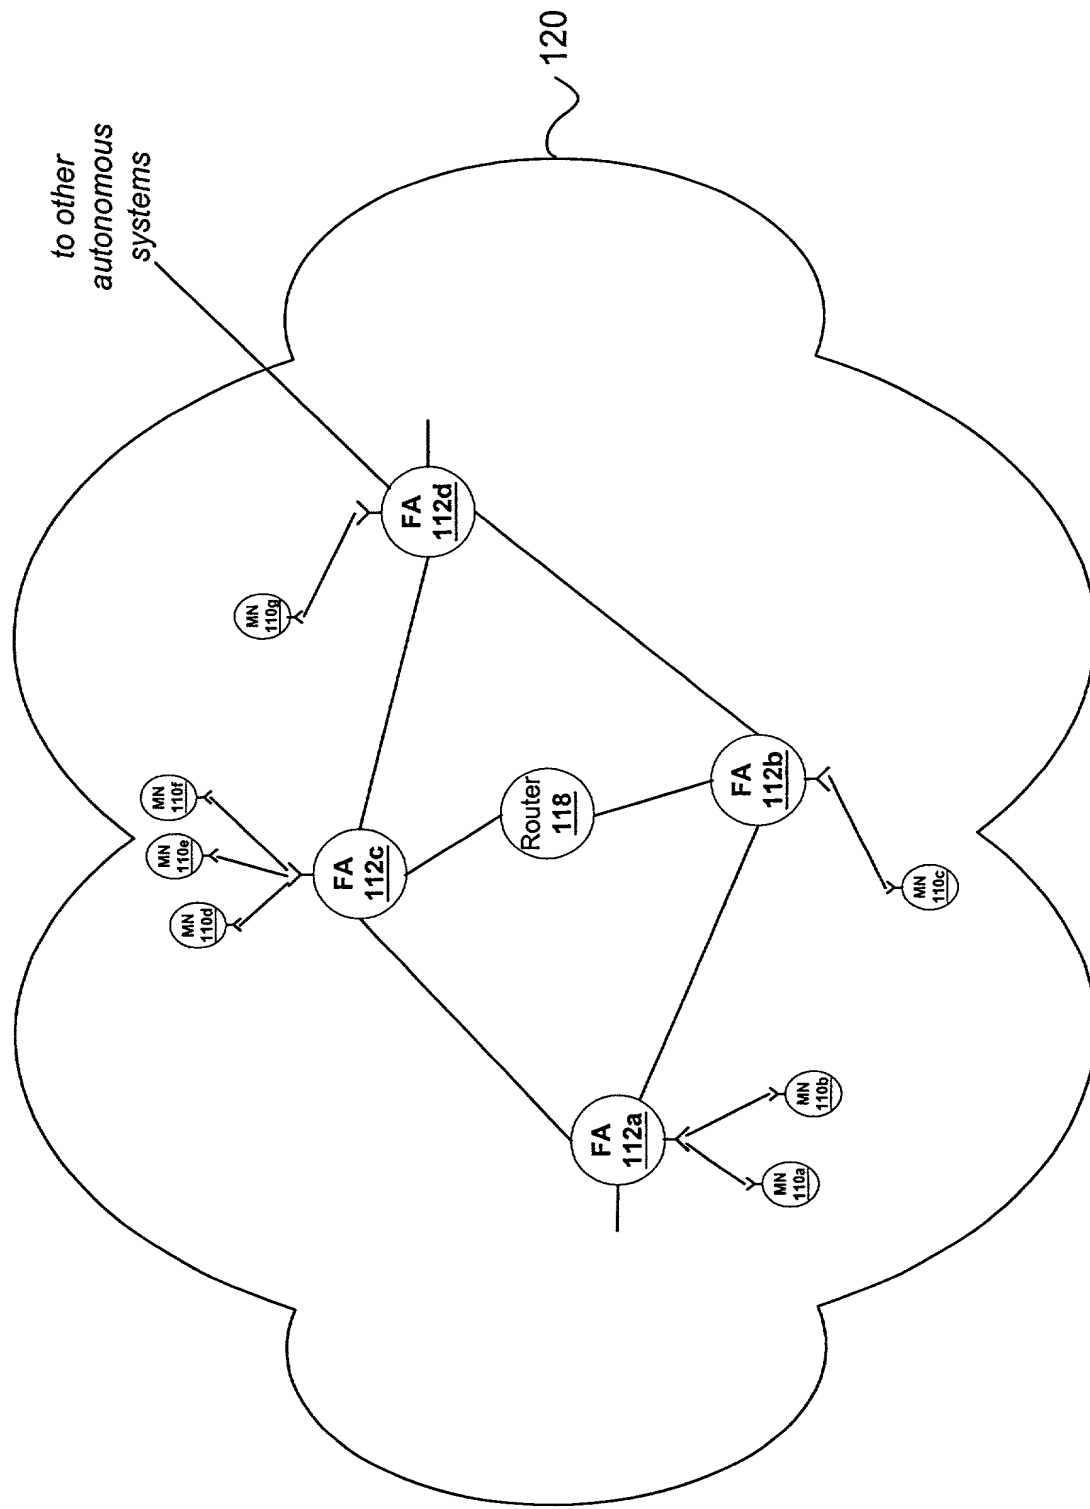 to other
autonomous
systems
120
MN
110g
FA
112d
MN
110f
MN
110e
MN
110d
FA
112c
Router
118
FA
112b
MN
110c
FA
112a
MN
110b
MN
110a